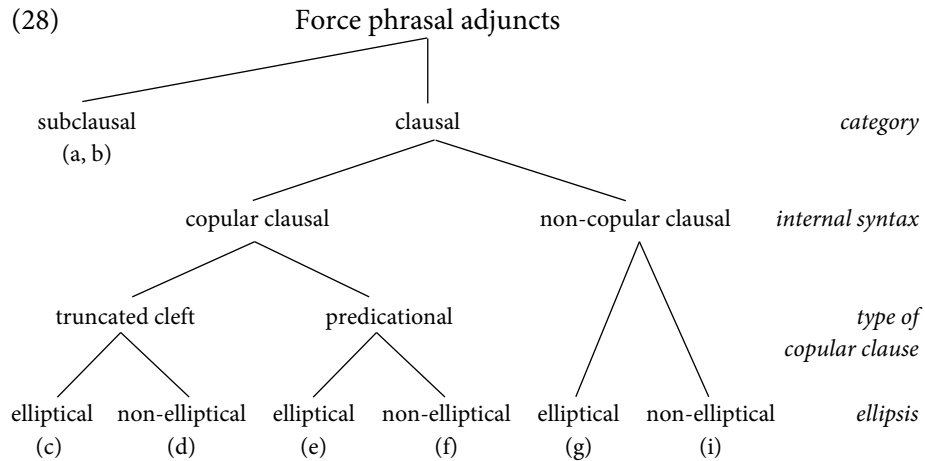 (28) Force phrasal adjuncts
subclausal clausal category
(a, b)
copular clausal non-copular clausal internal syntax
truncated cleft predicational type of
copular clause
elliptical non-elliptical elliptical non-elliptical elliptical non-elliptical ellipsis
(c) (d) (e) (f) (g) (i)